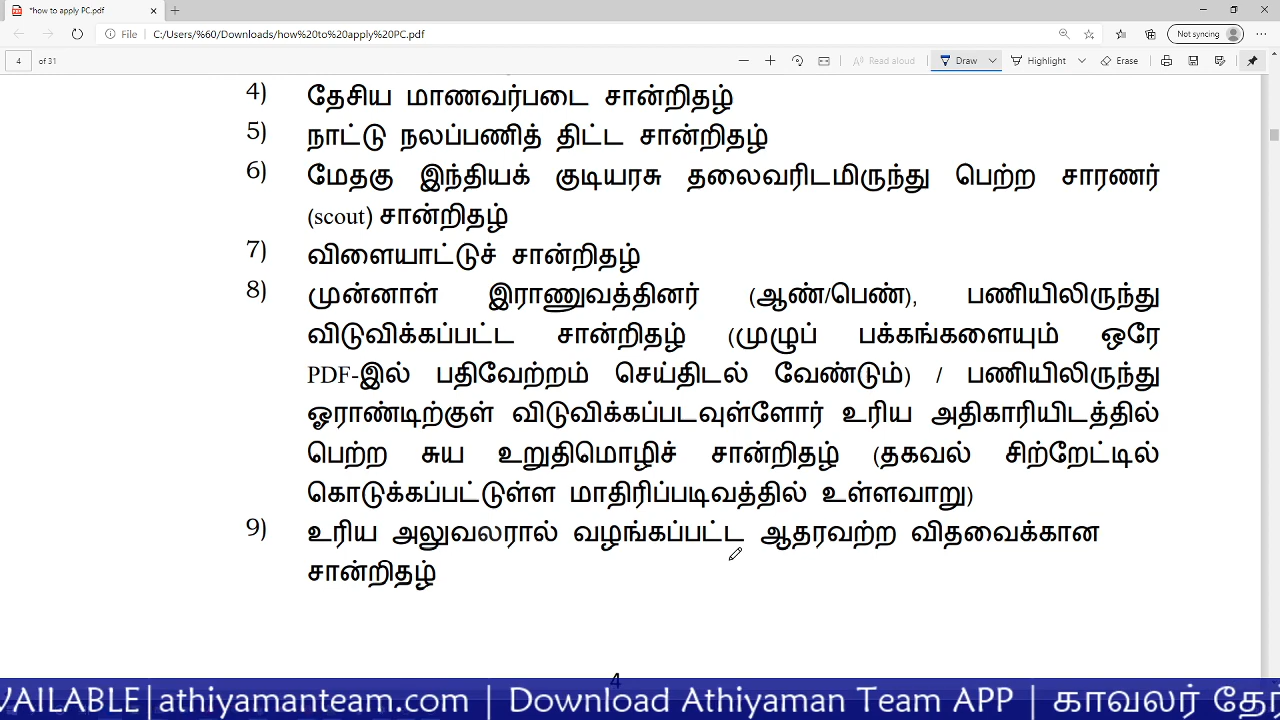 *how to apply PC.pdf
File C:/Users/%60/Downloads/how%20to%20apply%20PC.pdf
Not syncing
4 of 31
Read aloud Draw Highlight Erase
4) தேசிய மாணவர்படை சான்றிதழ்
5) நாட்டு நலப்பணித் திட்ட சான்றிதழ்
6) மேதகு இந்தியக் குடியரசு தலைவரிடமிருந்து பெற்ற சாரணர்
(scout) சான்றிதழ்
7) விளையாட்டுச் சான்றிதழ்
8) முன்னாள் இராணுவத்தினர் (ஆண்/பெண்), பணியிலிருந்து
விடுவிக்கப்பட்ட சான்றிதழ் (முழுப் பக்கங்களையும் ஒரே
PDF-இல் பதிவேற்றம் செய்திடல் வேண்டும்) / பணியிலிருந்து
ஓராண்டிற்குள் விடுவிக்கப்படவுள்ளோர் உரிய அதிகாரியிடத்தில்
பெற்ற சுய உறுதிமொழிச் சான்றிதழ் (தகவல் சிற்றேட்டில்
கொடுக்கப்பட்டுள்ள மாதிரிப்படிவத்தில் உள்ளவாறு)
9) உரிய அலுவலரால் வழங்கப்பட்ட ஆதரவற்ற விதவைக்கான
சான்றிதழ்
4
VAILABLE|athiyamanteam.com | Download Athiyaman Team APP | காவலர் தேர்